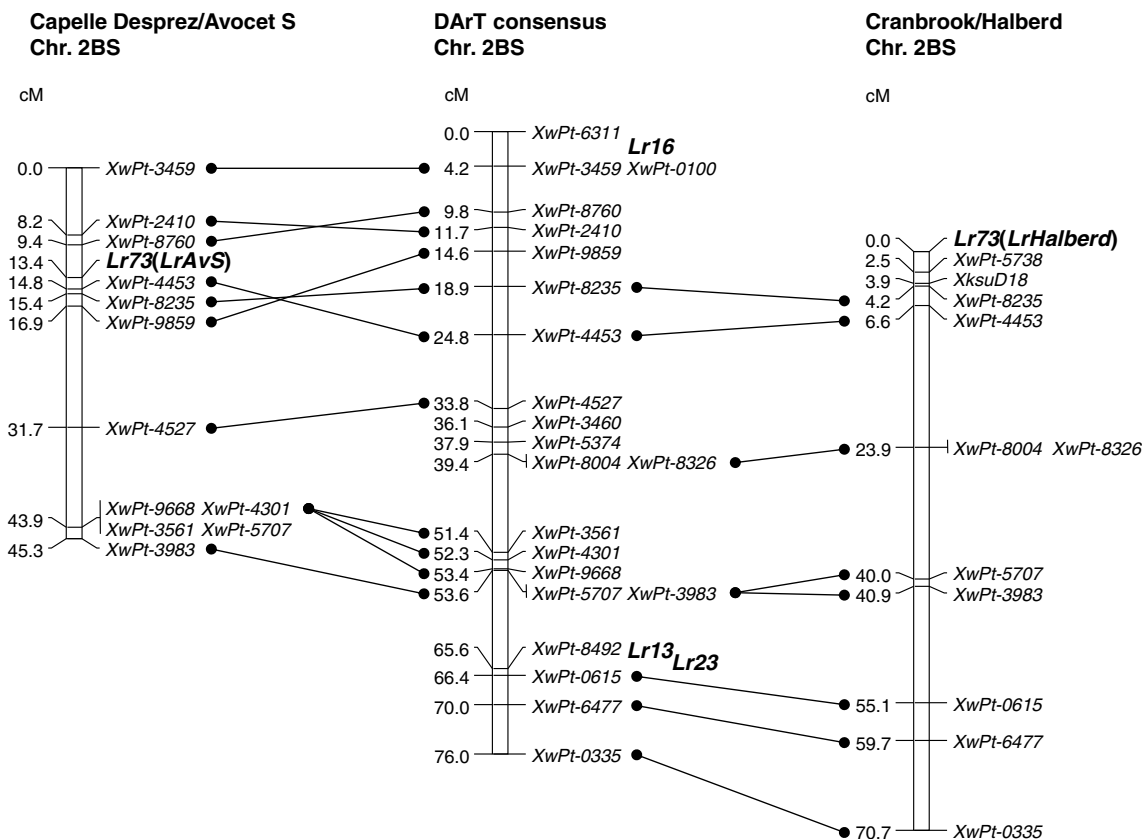 Capelle Desprez/Avocet S
Chr. 2BS
cM
0.0 XwPt-3459
8.2 XwPt-2410
9.4 XwPt-8760
13.4 Lr73(LrAvS)
14.8 XwPt-4453
15.4 XwPt-8235
16.9 XwPt-9859
31.7 XwPt-4527
43.9 XwPt-9668 XwPt-4301
XwPt-3561 XwPt-5707
45.3 XwPt-3983
DArT consensus
Chr. 2BS
cM
0.0 XwPt-6311
Lr16
4.2 XwPt-3459 XwPt-0100
9.8 XwPt-8760
11.7 XwPt-2410
14.6 XwPt-9859
18.9 XwPt-8235
24.8 XwPt-4453
33.8 XwPt-4527
36.1 XwPt-3460
37.9 XwPt-5374
39.4 XwPt-8004 XwPt-8326
51.4 XwPt-3561
52.3 XwPt-4301
53.4 XwPt-9668
53.6 XwPt-5707 XwPt-3983
65.6 XwPt-8492 Lr13
Lr23
66.4 XwPt-0615
70.0 XwPt-6477
76.0 XwPt-0335
Cranbrook/Halberd
Chr. 2BS
cM
0.0 Lr73(LrHalberd)
2.5 XwPt-5738
3.9 XksuD18
4.2 XwPt-8235
6.6 XwPt-4453
23.9 XwPt-8004 XwPt-8326
40.0 XwPt-5707
40.9 XwPt-3983
55.1 XwPt-0615
59.7 XwPt-6477
70.7 XwPt-0335